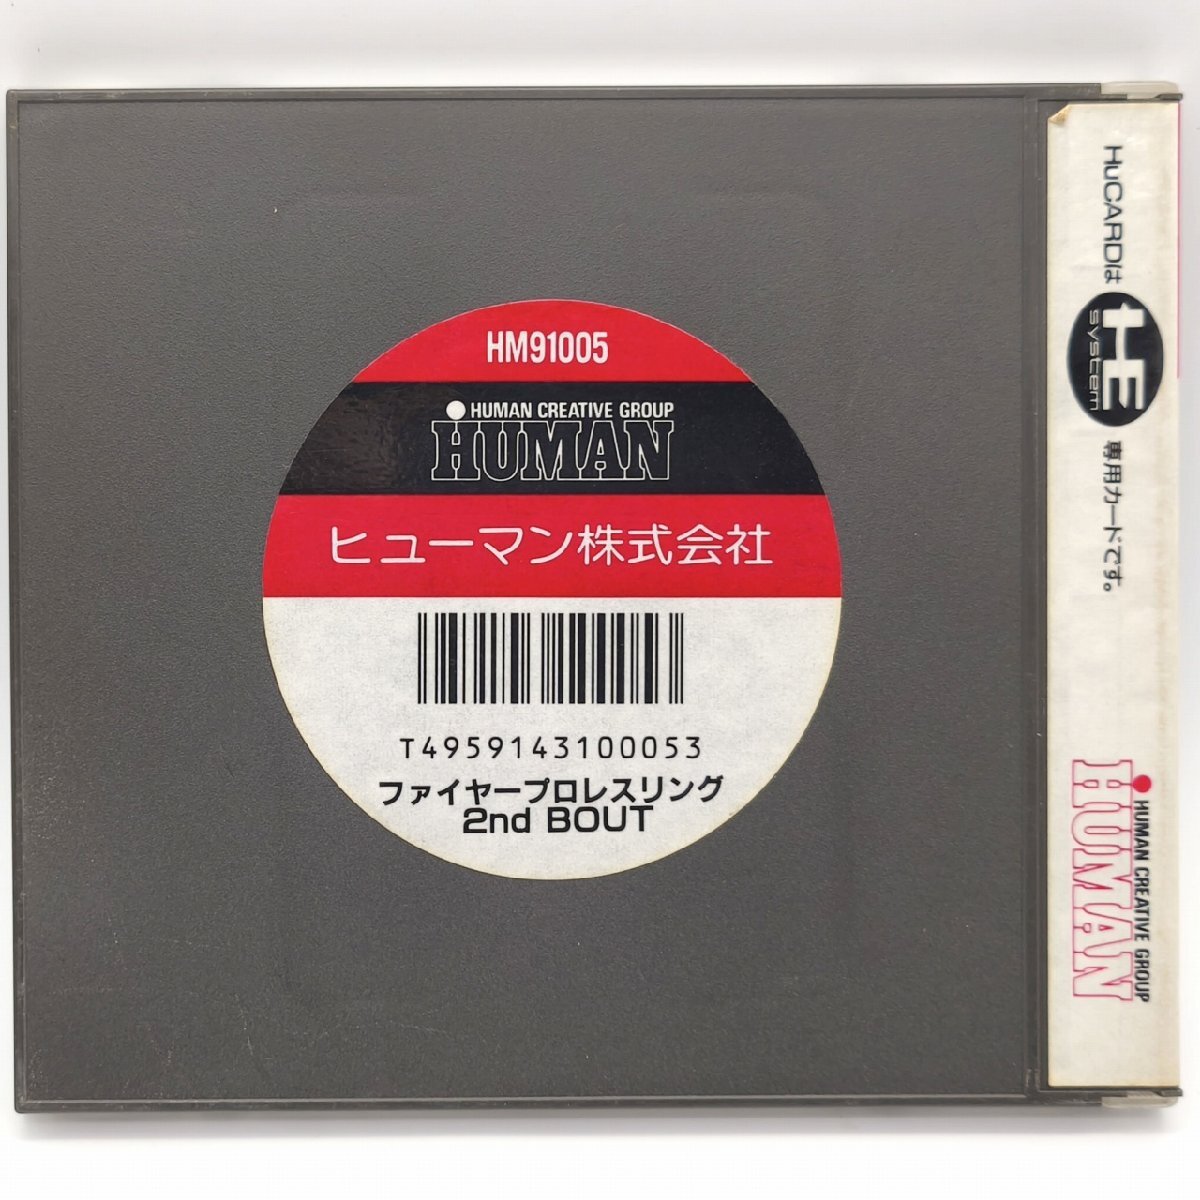 HM91005
HUMAN CREATIVE GROUP
HUMAN
ヒューマン株式会社
T4959143100053
ファイヤープロレスリング
2nd BOUT
HuCARDは HE system 専用カードです。
HUMAN CREATIVE GROUP
HUMAN